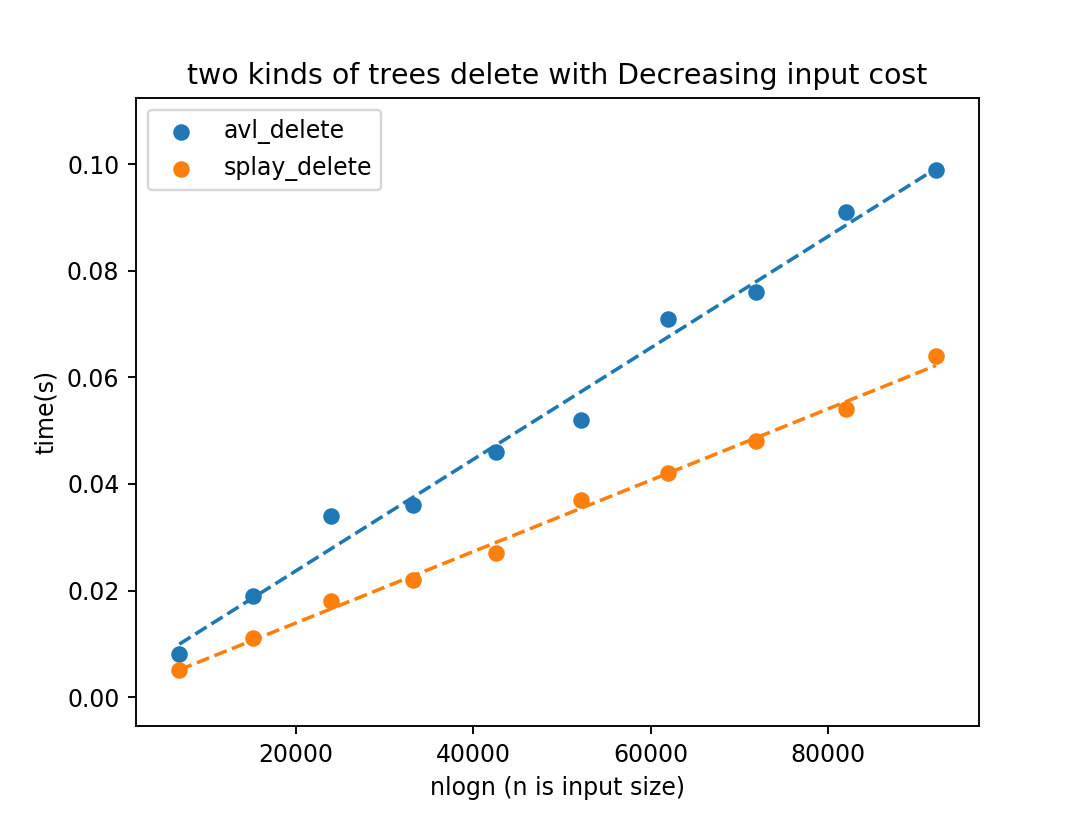 two kinds of trees delete with Decreasing input cost
avl_delete
splay_delete
0.10
0.08
0.06
0.04
0.02
0.00
time(s)
20000 40000 60000 80000
nlogn (n is input size)